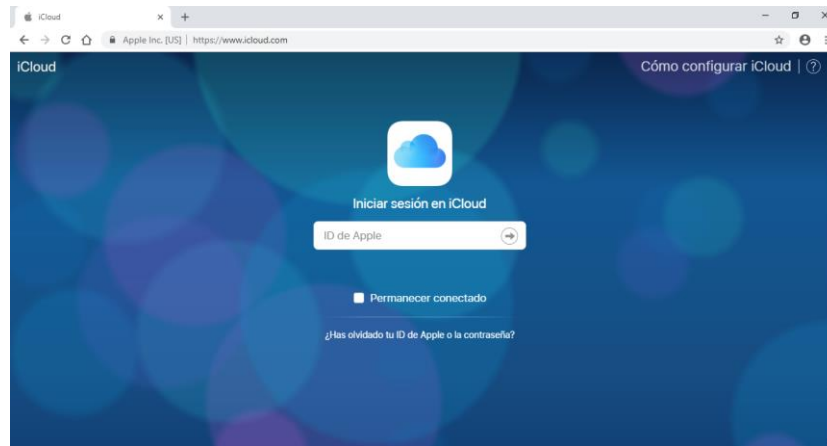 iCloud
Apple Inc. [US] | https://www.icloud.com
iCloud
Cómo configurar iCloud | ?
Iniciar sesión en iCloud
ID de Apple
Permanecer conectado
¿Has olvidado tu ID de Apple o la contraseña?